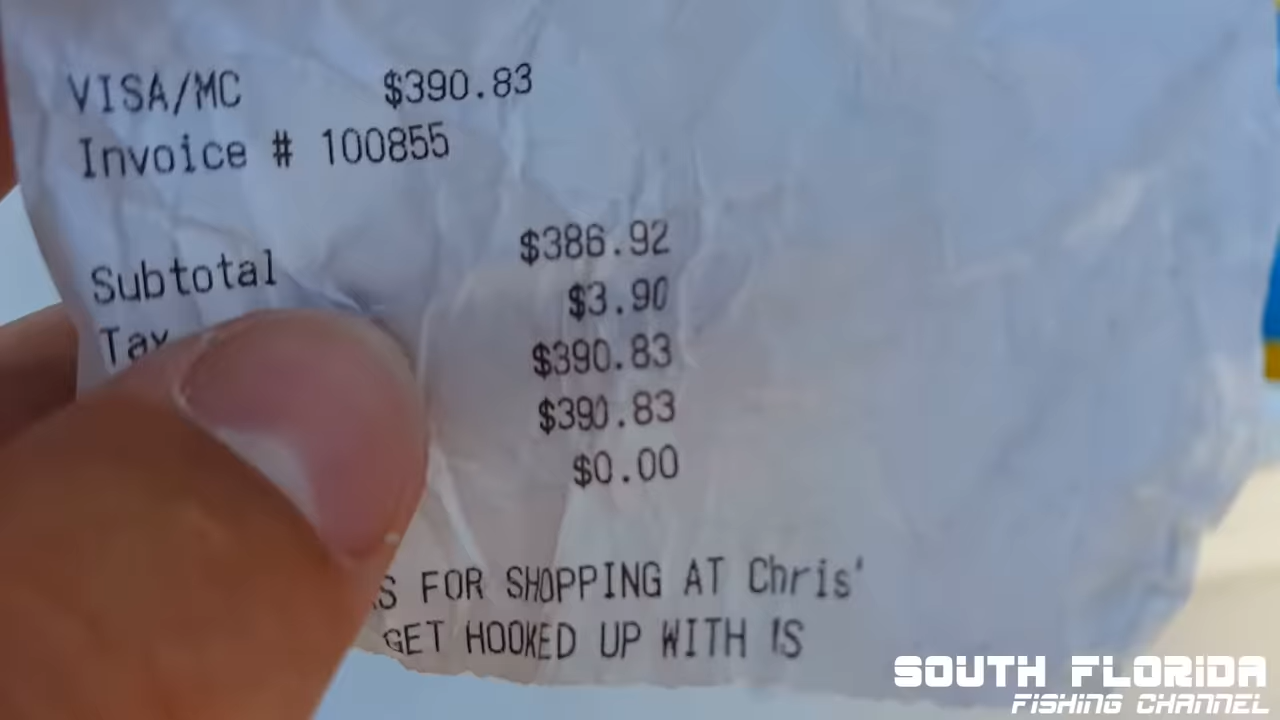 VISA/MC $390.83
Invoice # 100855
Subtotal $386.92
Tax $3.90
$390.83
$390.83
$0.00
FOR SHOPPING AT Chris'
GET HOOKED UP WITH
SOUTH FLORIDA
FISHING CHANNEL